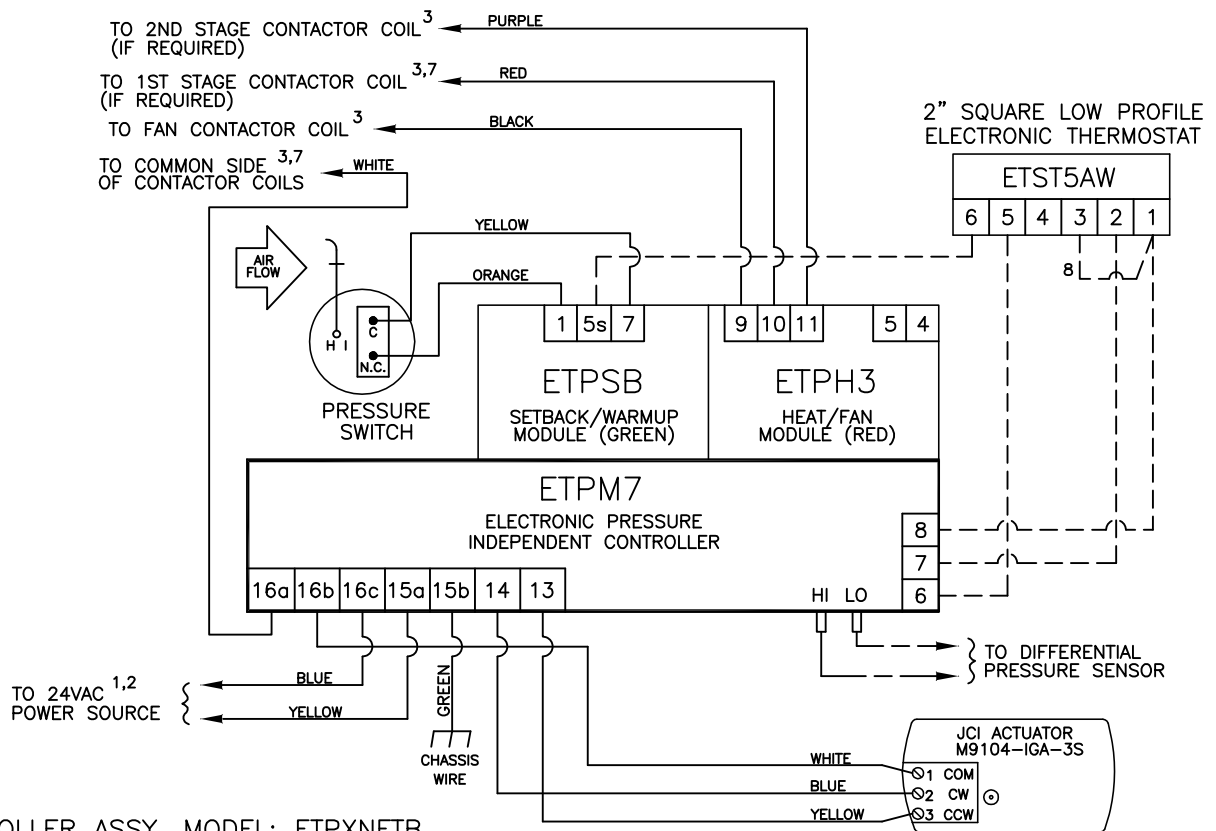 TO 2ND STAGE CONTACTOR COIL 3
(IF REQUIRED)
PURPLE
TO 1ST STAGE CONTACTOR COIL 3,7
(IF REQUIRED)
RED
TO FAN CONTACTOR COIL 3
BLACK
TO COMMON SIDE 3,7
OF CONTACTOR COILS
WHITE
2" SQUARE LOW PROFILE
ELECTRONIC THERMOSTAT
ETST5AW
6 5 4 3 2 1
8
YELLOW
ORANGE
AIR
FLOW
H I
C
N.C.
PRESSURE
SWITCH
1 5s 7
ETPSB
SETBACK/WARMUP
MODULE (GREEN)
9 10 11 5 4
ETPH3
HEAT/FAN
MODULE (RED)
ETPM7
ELECTRONIC PRESSURE
INDEPENDENT CONTROLLER
8
7
6
16a 16b 16c 15a 15b 14 13
HI LO
TO DIFFERENTIAL
PRESSURE SENSOR
TO 24VAC 1,2
POWER SOURCE
BLUE
YELLOW
GREEN
CHASSIS
WIRE
JCI ACTUATOR
M9104-IGA-3S
WHITE
1 COM
BLUE
2 CW
YELLOW
3 CCW